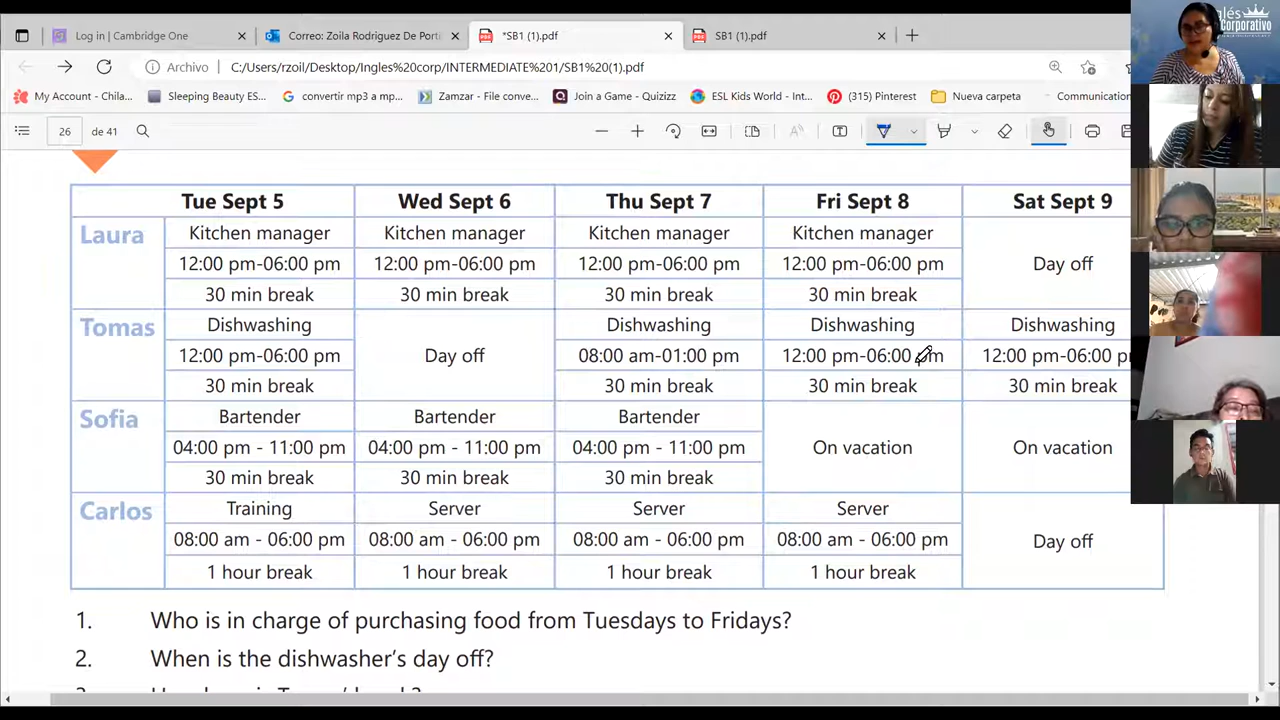 Log in | Cambridge One
Correo: Zoila Rodriguez De Port
*SB1 (1).pdf
SB1 (1).pdf
Archivo
C:/Users/rzoil/Desktop/Ingles%20corp/INTERMEDIATE%201/SB1%20(1).pdf
My Account - Chila...
Sleeping Beauty ES...
convertir mp3 a mp...
Zamzar - File conve...
Join a Game - Quizizz
ESL Kids World - Int...
(315) Pinterest
Nueva carpeta
Communication
26 de 41
Tue Sept 5 Wed Sept 6 Thu Sept 7 Fri Sept 8 Sat Sept 9
Laura Kitchen manager Kitchen manager Kitchen manager Kitchen manager
12:00 pm-06:00 pm 12:00 pm-06:00 pm 12:00 pm-06:00 pm 12:00 pm-06:00 pm Day off
30 min break 30 min break 30 min break 30 min break
Tomas Dishwashing Dishwashing Dishwashing Dishwashing
12:00 pm-06:00 pm Day off 08:00 am-01:00 pm 12:00 pm-06:00 pm 12:00 pm-06:00 p
30 min break 30 min break 30 min break 30 min break
Sofia Bartender Bartender Bartender
04:00 pm - 11:00 pm 04:00 pm - 11:00 pm 04:00 pm - 11:00 pm On vacation On vacation
30 min break 30 min break 30 min break
Carlos Training Server Server Server
08:00 am - 06:00 pm 08:00 am - 06:00 pm 08:00 am - 06:00 pm 08:00 am - 06:00 pm Day off
1 hour break 1 hour break 1 hour break 1 hour break
1. Who is in charge of purchasing food from Tuesdays to Fridays?
2. When is the dishwasher's day off?